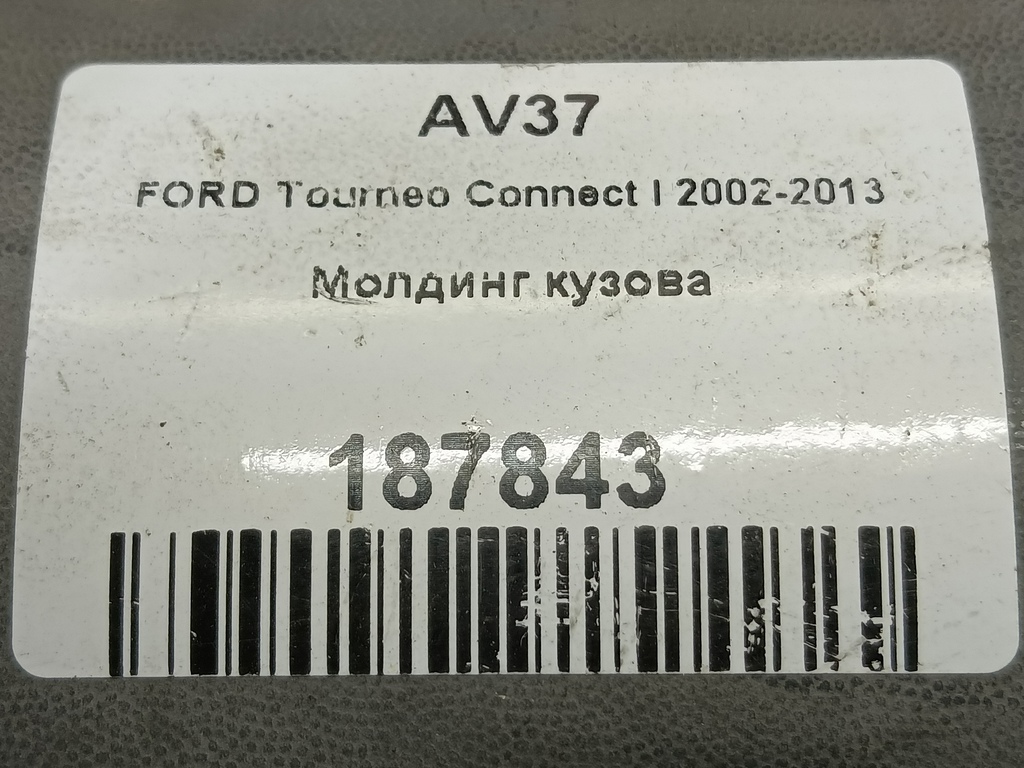 AV37
FORD Tourneo Connect I 2002-2013
Молдинг кузова
187843